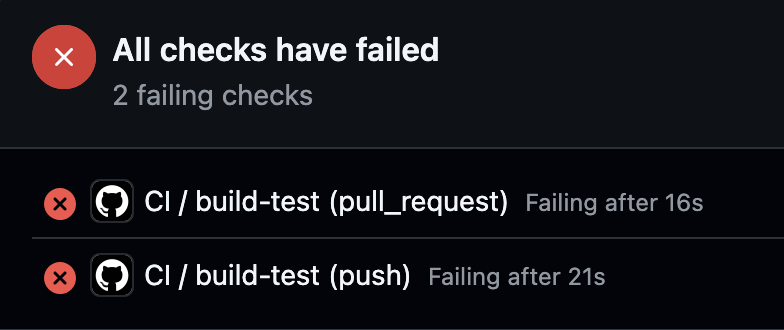 All checks have failed
2 failing checks
CI / build-test (pull_request) Failing after 16s
CI / build-test (push) Failing after 21s